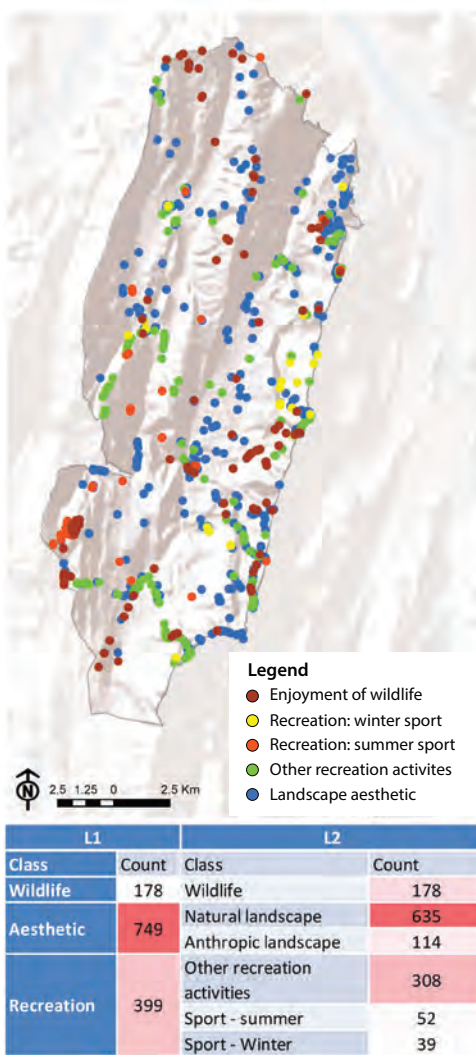 Legend
Enjoyment of wildlife
Recreation: winter sport
Recreation: summer sport
Other recreation activites
Landscape aesthetic
N
2.5 1.25 0 2.5 Km
L1 L2
Class Count Class Count
Wildlife 178 Wildlife 178
Aesthetic 749 Natural landscape 635
Anthropic landscape 114
Recreation 399 Other recreation
activities 308
Sport - summer 52
Sport - Winter 39